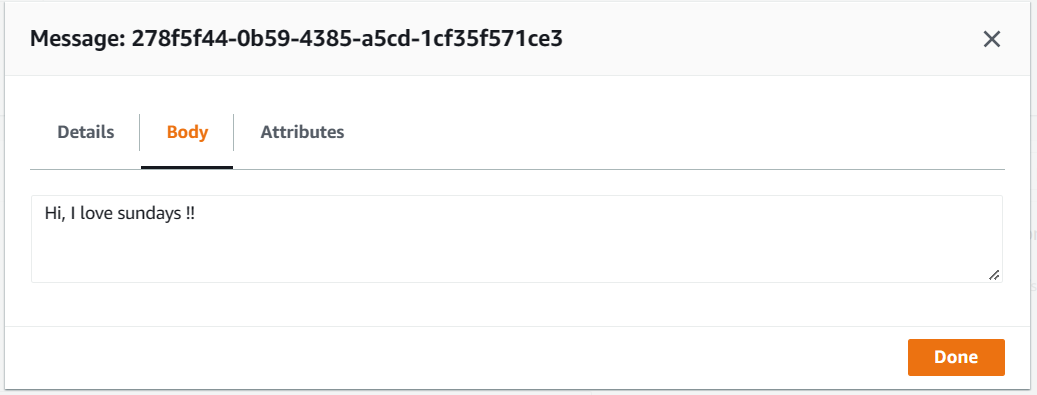 Message: 278f5f44-0b59-4385-a5cd-1cf35f571ce3
Details
Body
Attributes
Hi, I love sundays !!
Done